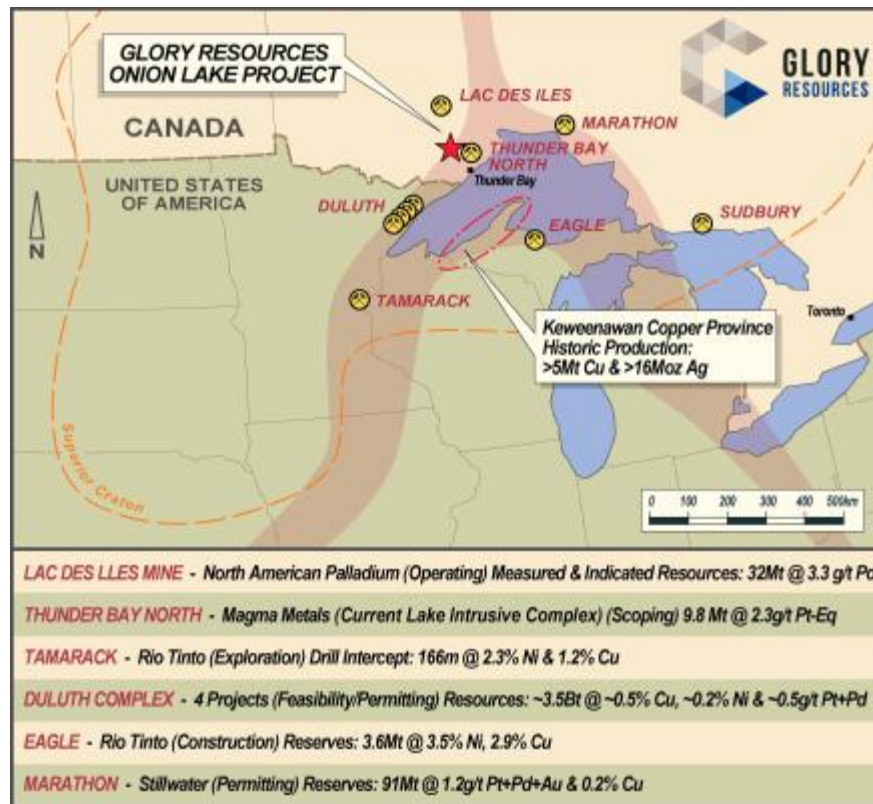 GLORY RESOURCES
ONION LAKE PROJECT
GLORY
RESOURCES
LAC DES ILES
CANADA
MARATHON
THUNDER BAY
NORTH
Thunder Bay
UNITED STATES
OF AMERICA
DULUTH
SUDBURY
EAGLE
N
TAMARACK
Toronto
Keweenawan Copper Province
Historic Production:
>5Mt Cu & >16Moz Ag
Superior Craton
0 100 200 300 400 500km
LAC DES LLES MINE - North American Palladium (Operating) Measured & Indicated Resources: 32Mt @ 3.3 g/t Pd
THUNDER BAY NORTH - Magma Metals (Current Lake Intrusive Complex) (Scoping) 9.8 Mt @ 2.3g/t Pt-Eq
TAMARACK - Rio Tinto (Exploration) Drill Intercept: 166m @ 2.3% Ni & 1.2% Cu
DULUTH COMPLEX - 4 Projects (Feasibility/Permitting) Resources: ~3.5Bt @ ~0.5% Cu, ~0.2% Ni & ~0.5g/t Pt+Pd
EAGLE - Rio Tinto (Construction) Reserves: 3.6Mt @ 3.5% Ni, 2.9% Cu
MARATHON - Stillwater (Permitting) Reserves: 91Mt @ 1.2g/t Pt+Pd+Au & 0.2% Cu